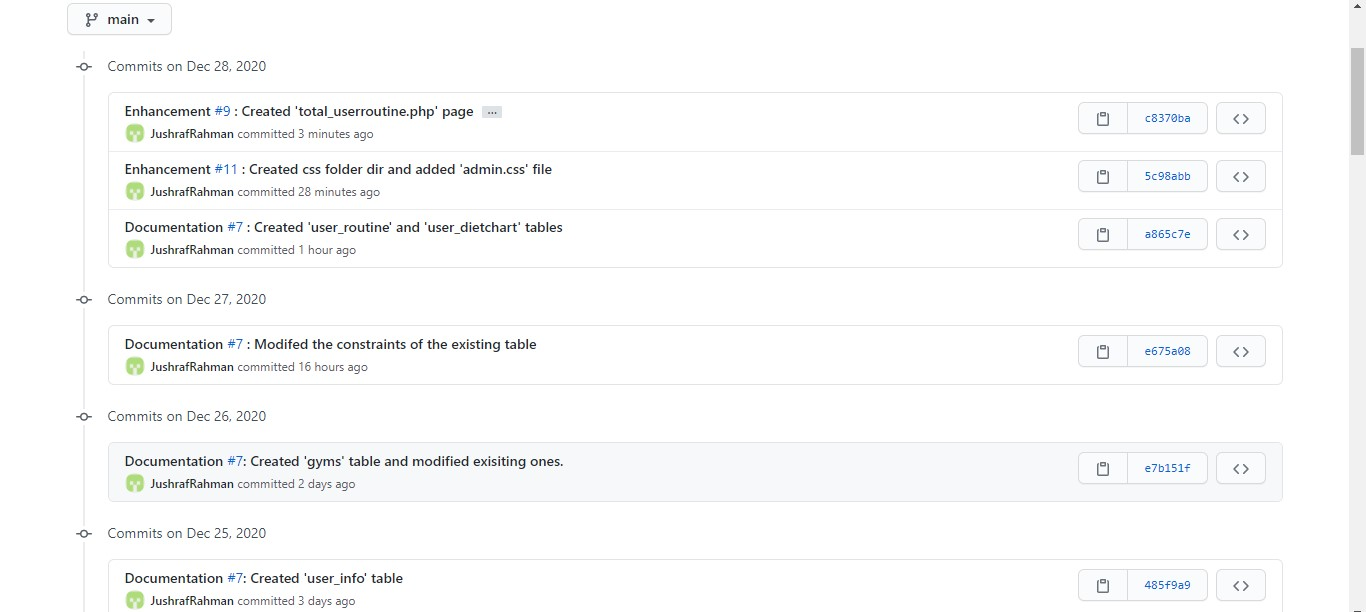 main
Commits on Dec 28, 2020
Enhancement #9 : Created 'total_userroutine.php' page ...
c8370ba
JushrafRahman committed 3 minutes ago
Enhancement #11 : Created css folder dir and added 'admin.css' file
5c98abb
JushrafRahman committed 28 minutes ago
Documentation #7 : Created 'user_routine' and 'user_dietchart' tables
a865c7e
JushrafRahman committed 1 hour ago
Commits on Dec 27, 2020
Documentation #7 : Modifed the constraints of the existing table
e675a08
JushrafRahman committed 16 hours ago
Commits on Dec 26, 2020
Documentation #7: Created 'gyms' table and modified exisiting ones.
e7b151f
JushrafRahman committed 2 days ago
Commits on Dec 25, 2020
Documentation #7: Created 'user_info' table
485f9a9
JushrafRahman committed 3 days ago